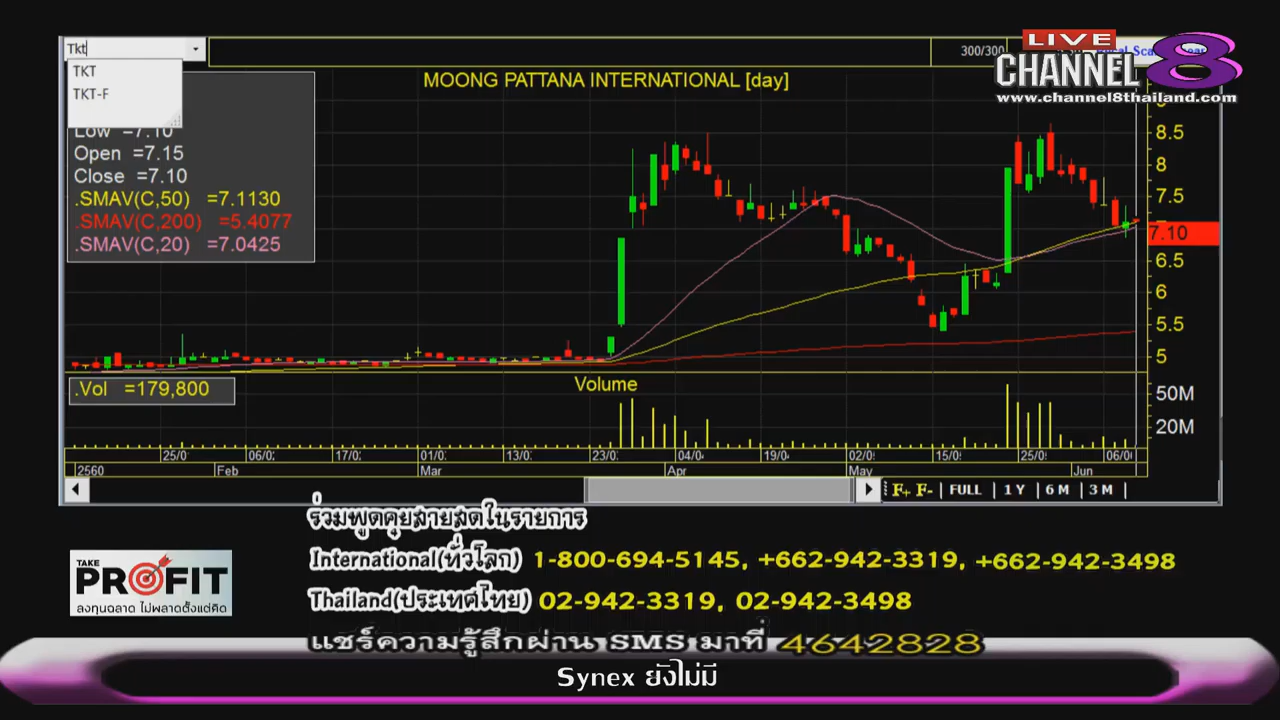 Tkt
TKT
TKT-F
300/300
LIVE
CHANNEL 8
www.channel8thailand.com
MOONG PATTANA INTERNATIONAL [day]
Low =7.10
Open =7.15
Close =7.10
.SMAV(C,50) =7.1130
.SMAV(C,200) =5.4077
.SMAV(C,20) =7.0425
8.5
8
7.5
7.10
6.5
6
5.5
5
.Vol =179,800
Volume
50M
20M
25/0
06/0
17/0
01/0
13/0
23/0
04/0
19/0
02/0
15/0
25/0
06/0
2560
Feb
Mar
Apr
May
Jun
F+ F- | FULL | 1 Y | 6 M | 3 M |
ร่วมพูดคุยสายสดในรายการ
International(ทั่วโลก) 1-800-694-5145, +662-942-3319, +662-942-3498
TAKE PROFIT
ลงทุนฉลาด ไม่พลาดตั้งแต่คิด
Thailand(ประเทศไทย) 02-942-3319, 02-942-3498
แชร์ความรู้สึกผ่าน SMS มาที่ 4642828
Synex ยังไม่มี